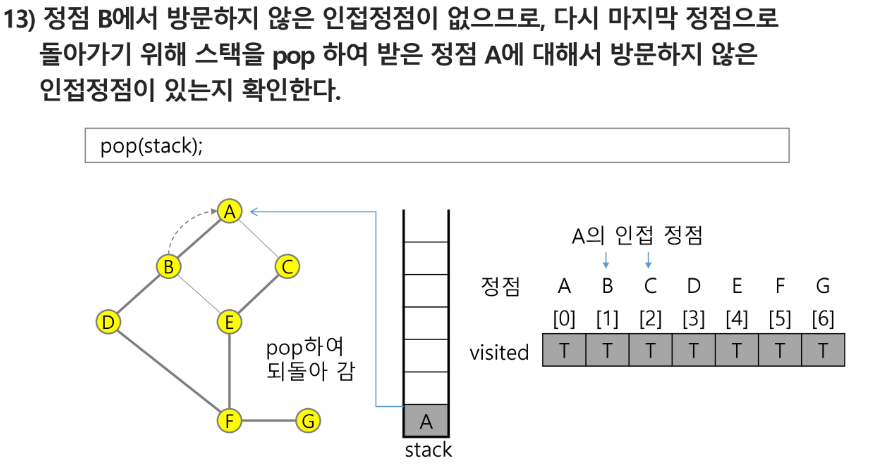 13) 정점 B에서 방문하지 않은 인접정점이 없으므로, 다시 마지막 정점으로
돌아가기 위해 스택을 pop 하여 받은 정점 A에 대해서 방문하지 않은
인접정점이 있는지 확인한다.
pop(stack);
A
B
C
D
E
F
G
pop하여
되돌아 감
A
stack
A의 인접 정점
정점 A B C D E F G
[0] [1] [2] [3] [4] [5] [6]
visited T T T T T T T